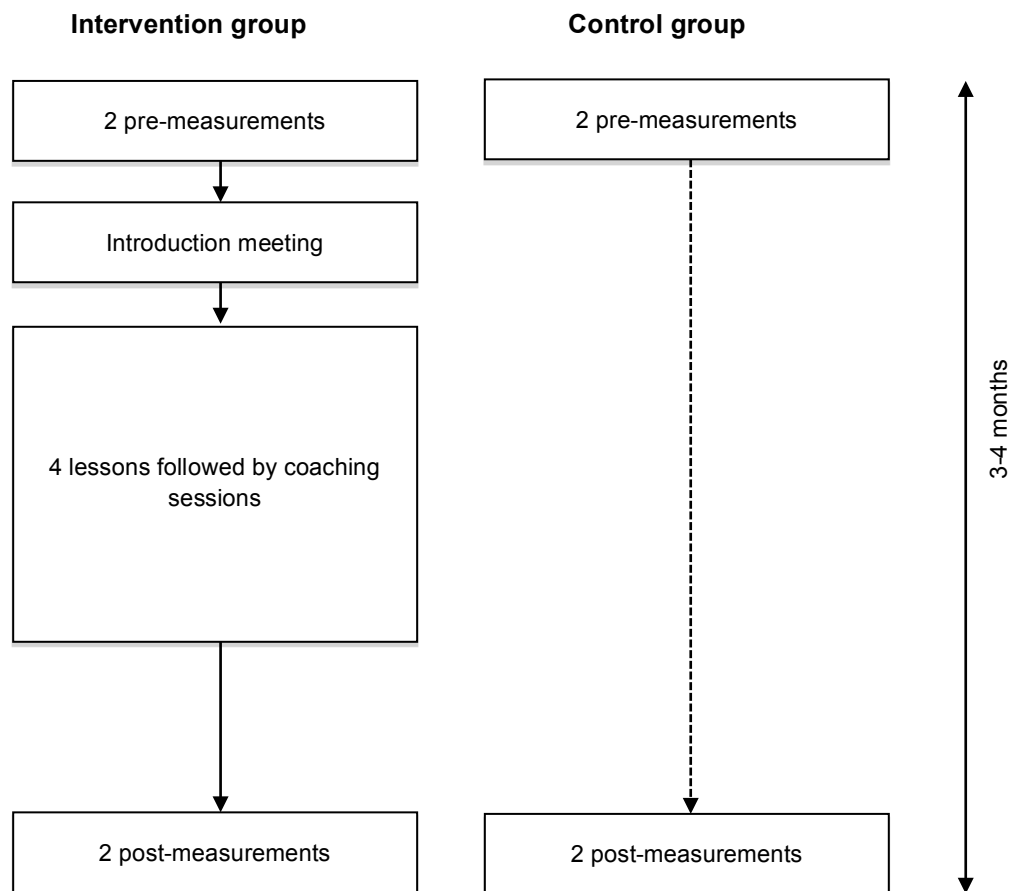 Intervention group
Control group
2 pre-measurements
2 pre-measurements
Introduction meeting
4 lessons followed by coaching
sessions
3-4 months
2 post-measurements
2 post-measurements